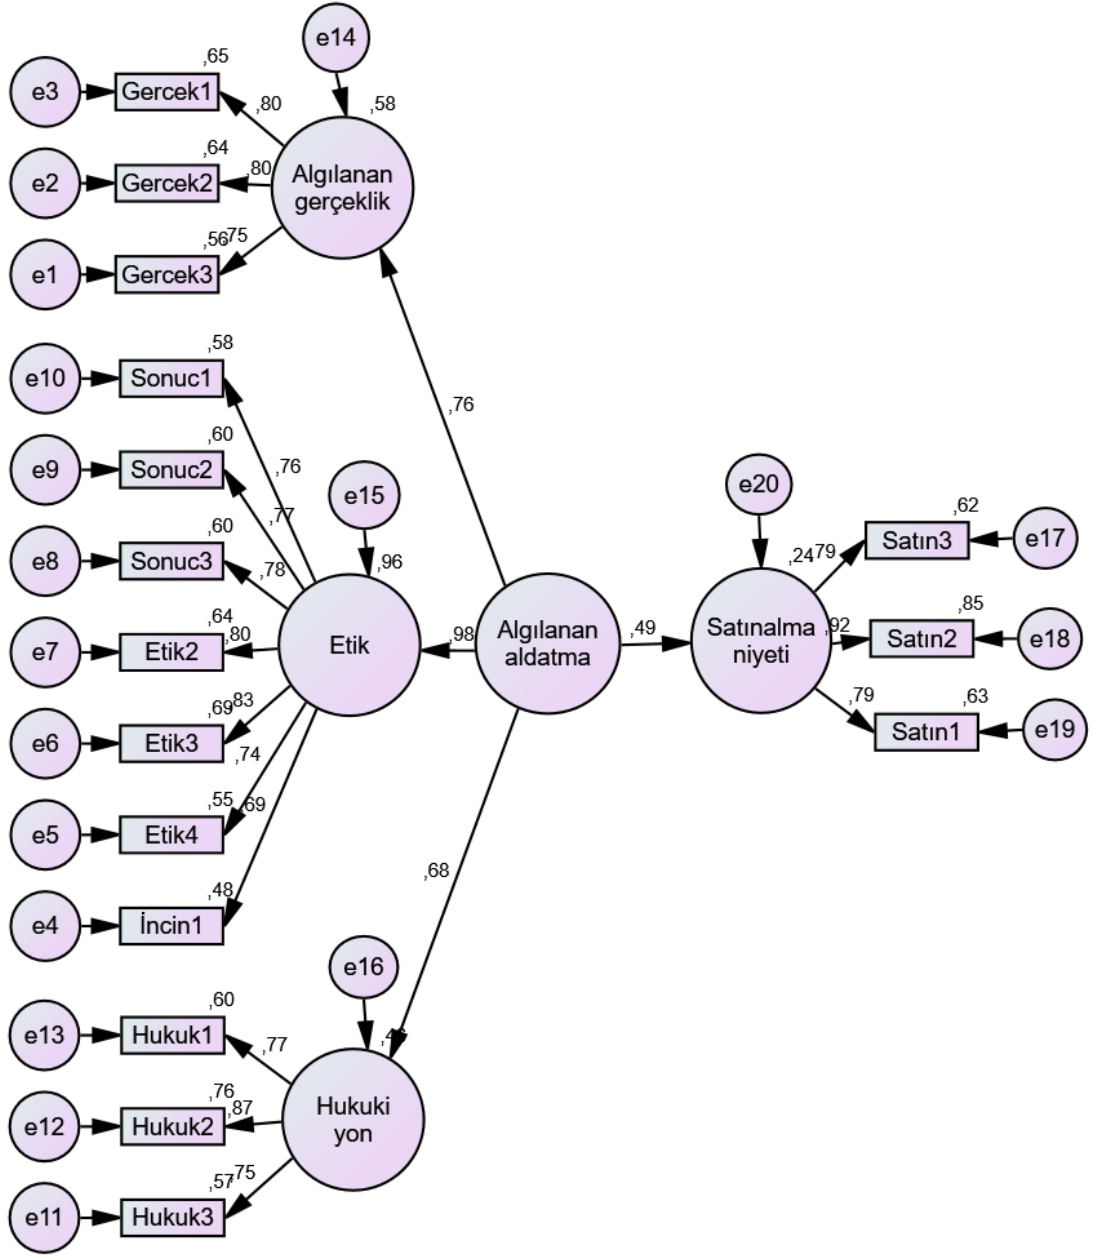 e14
,65
e3
Gercek1
,80
,58
,64
e2
Gercek2
,80
Algılanan
gerçeklik
,56
,75
e1
Gercek3
,58
e10
Sonuc1
,76
,76
,60
e9
Sonuc2
,77
e15
e20
,60
e8
Sonuc3
,78
,96
,62
Satın3
e17
,24
,79
,64
e7
Etik2
,80
Etik
,98
Algılanan
aldatma
,49
Satınalma
niyeti
,92
,85
Satın2
e18
,69
,83
e6
Etik3
,79
,63
Satın1
e19
,74
,55
,69
e5
Etik4
,68
,48
e4
İncin1
e16
,60
e13
Hukuk1
,77
,76
,87
e12
Hukuk2
Hukuki
yon
,57
,75
e11
Hukuk3